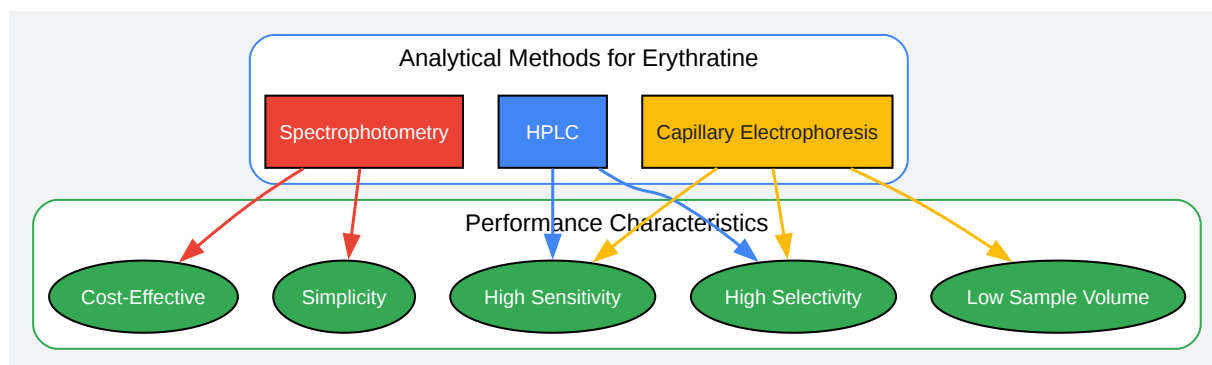 Analytical Methods for Erythratine
Spectrophotometry
HPLC
Capillary Electrophoresis
Performance Characteristics
Cost-Effective
Simplicity
High Sensitivity
High Selectivity
Low Sample Volume